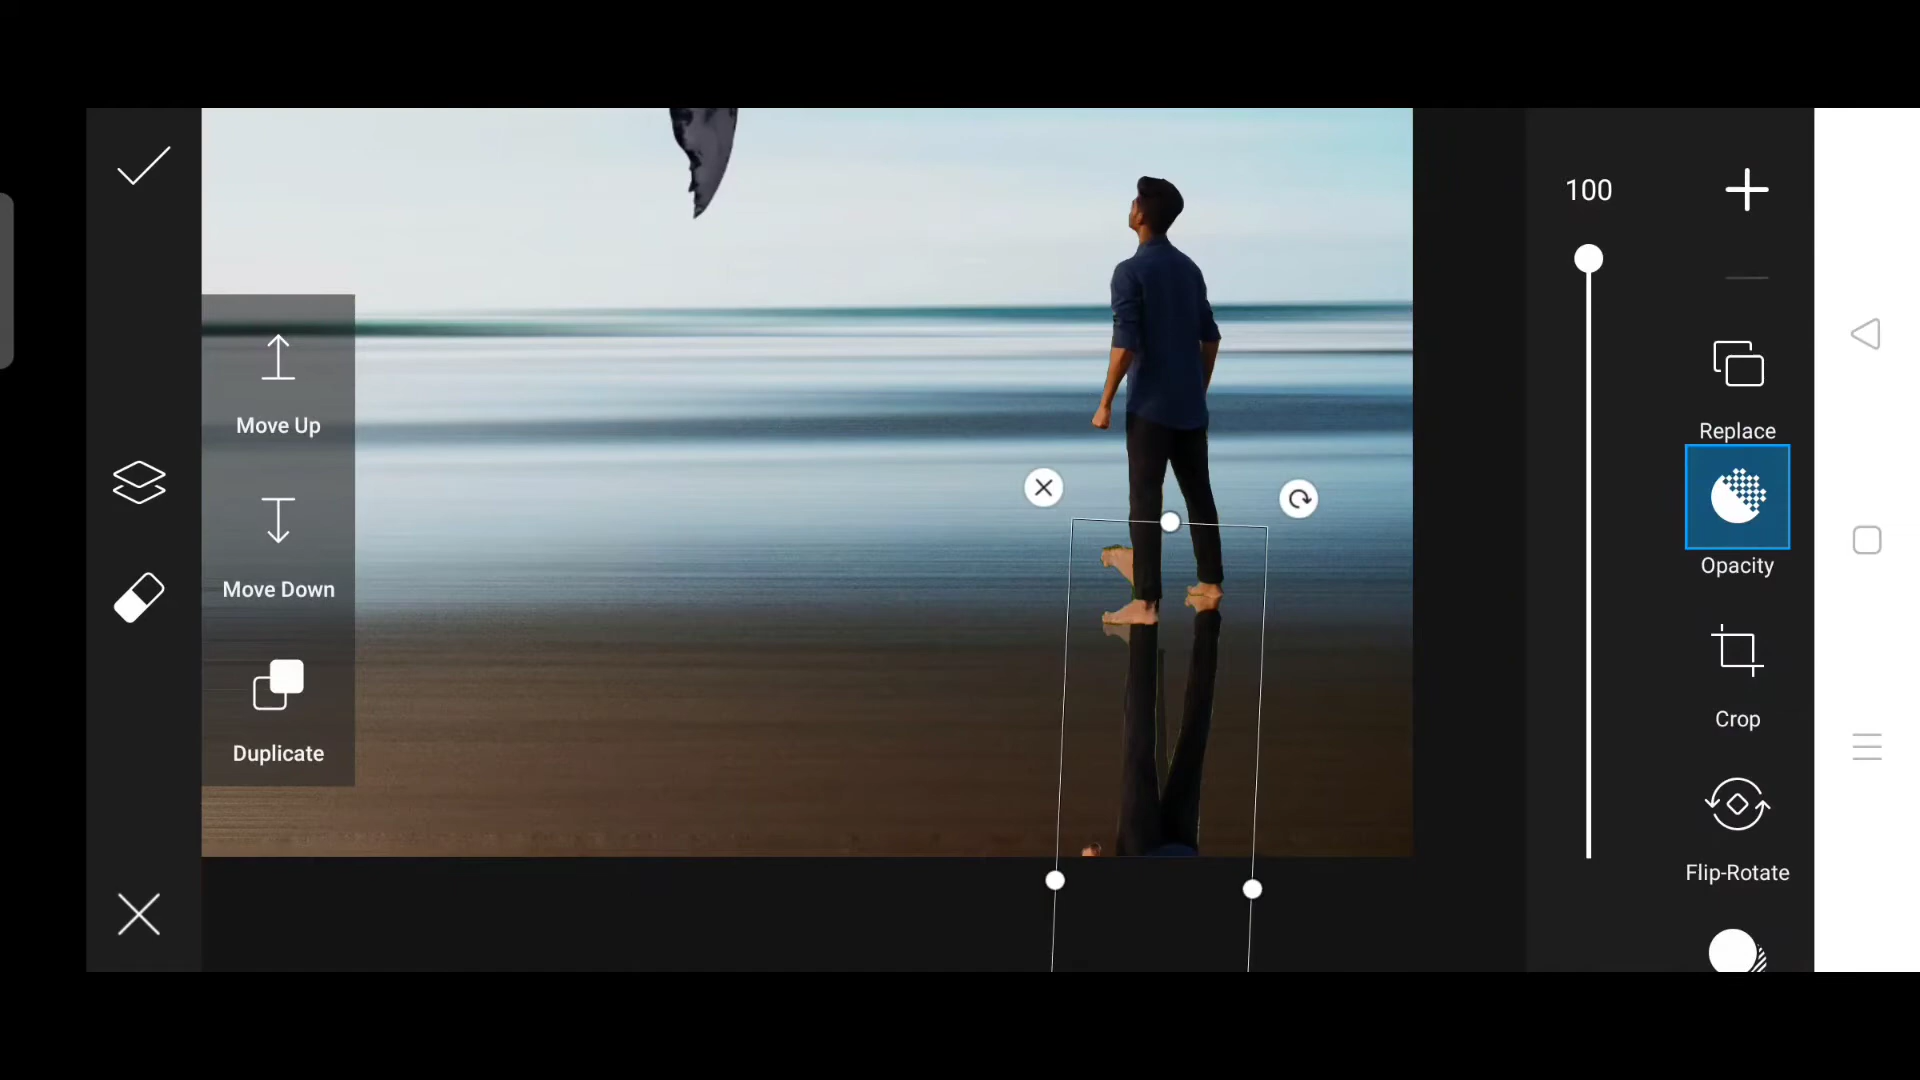 100
Move Up
Replace
Opacity
Move Down
Crop
Duplicate
Flip-Rotate